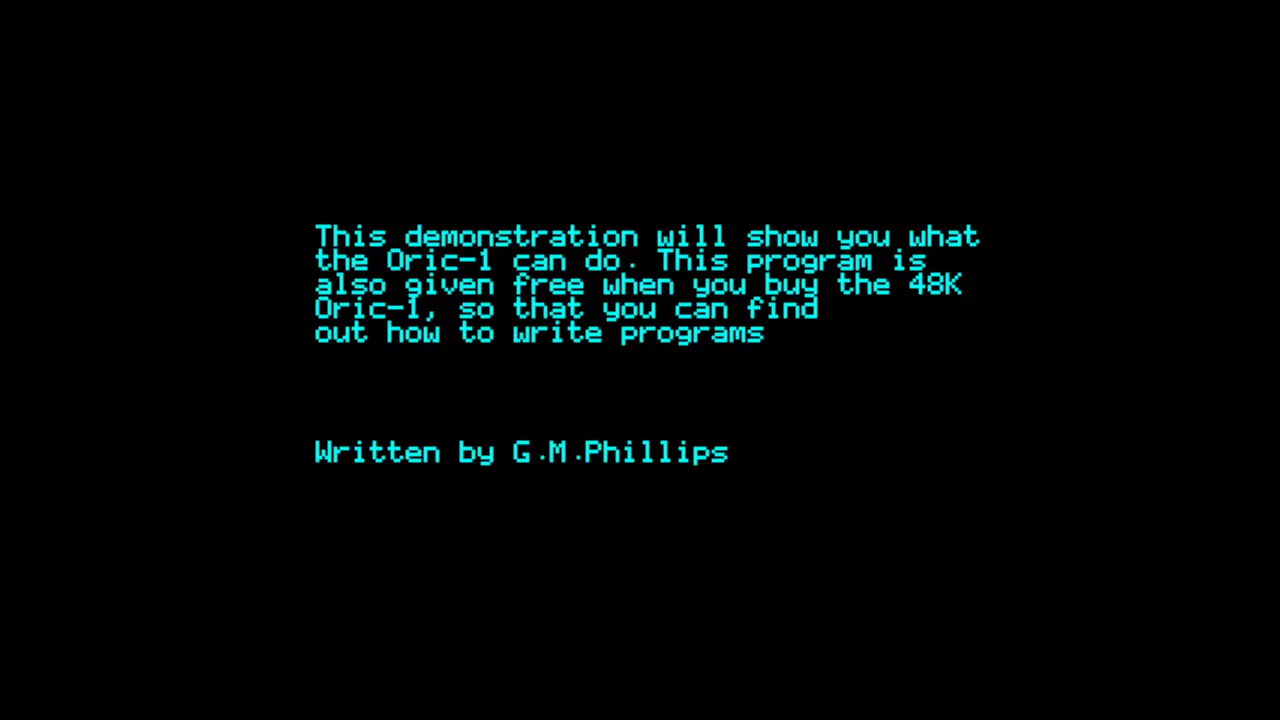 This demonstration will show you what
the Oric-1 can do. This program is
also given free when you buy the 48K
Oric-1, so that you can find
out how to write programs
Written by G.M.Phillips